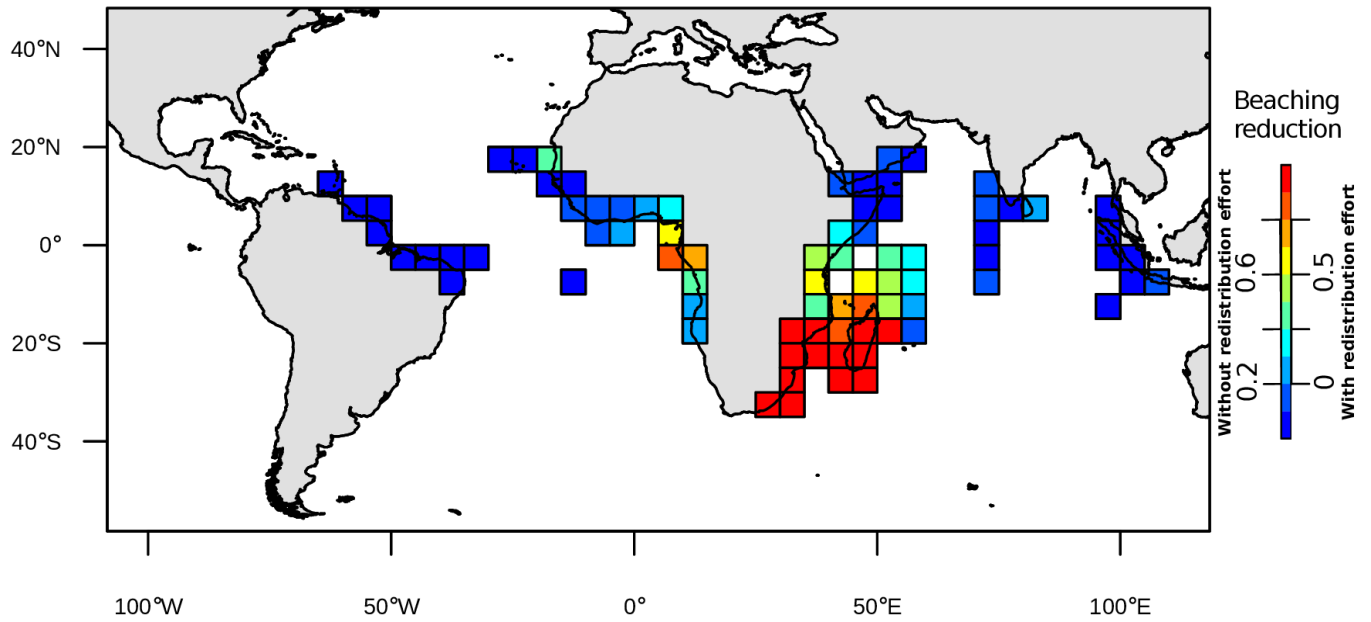 40°N
20°N
0°
20°S
40°S
100°W
50°W
0°
50°E
100°E
Beaching
reduction
Without redistribution effort
0.6
0.2
0.5
0
With redistribution effort